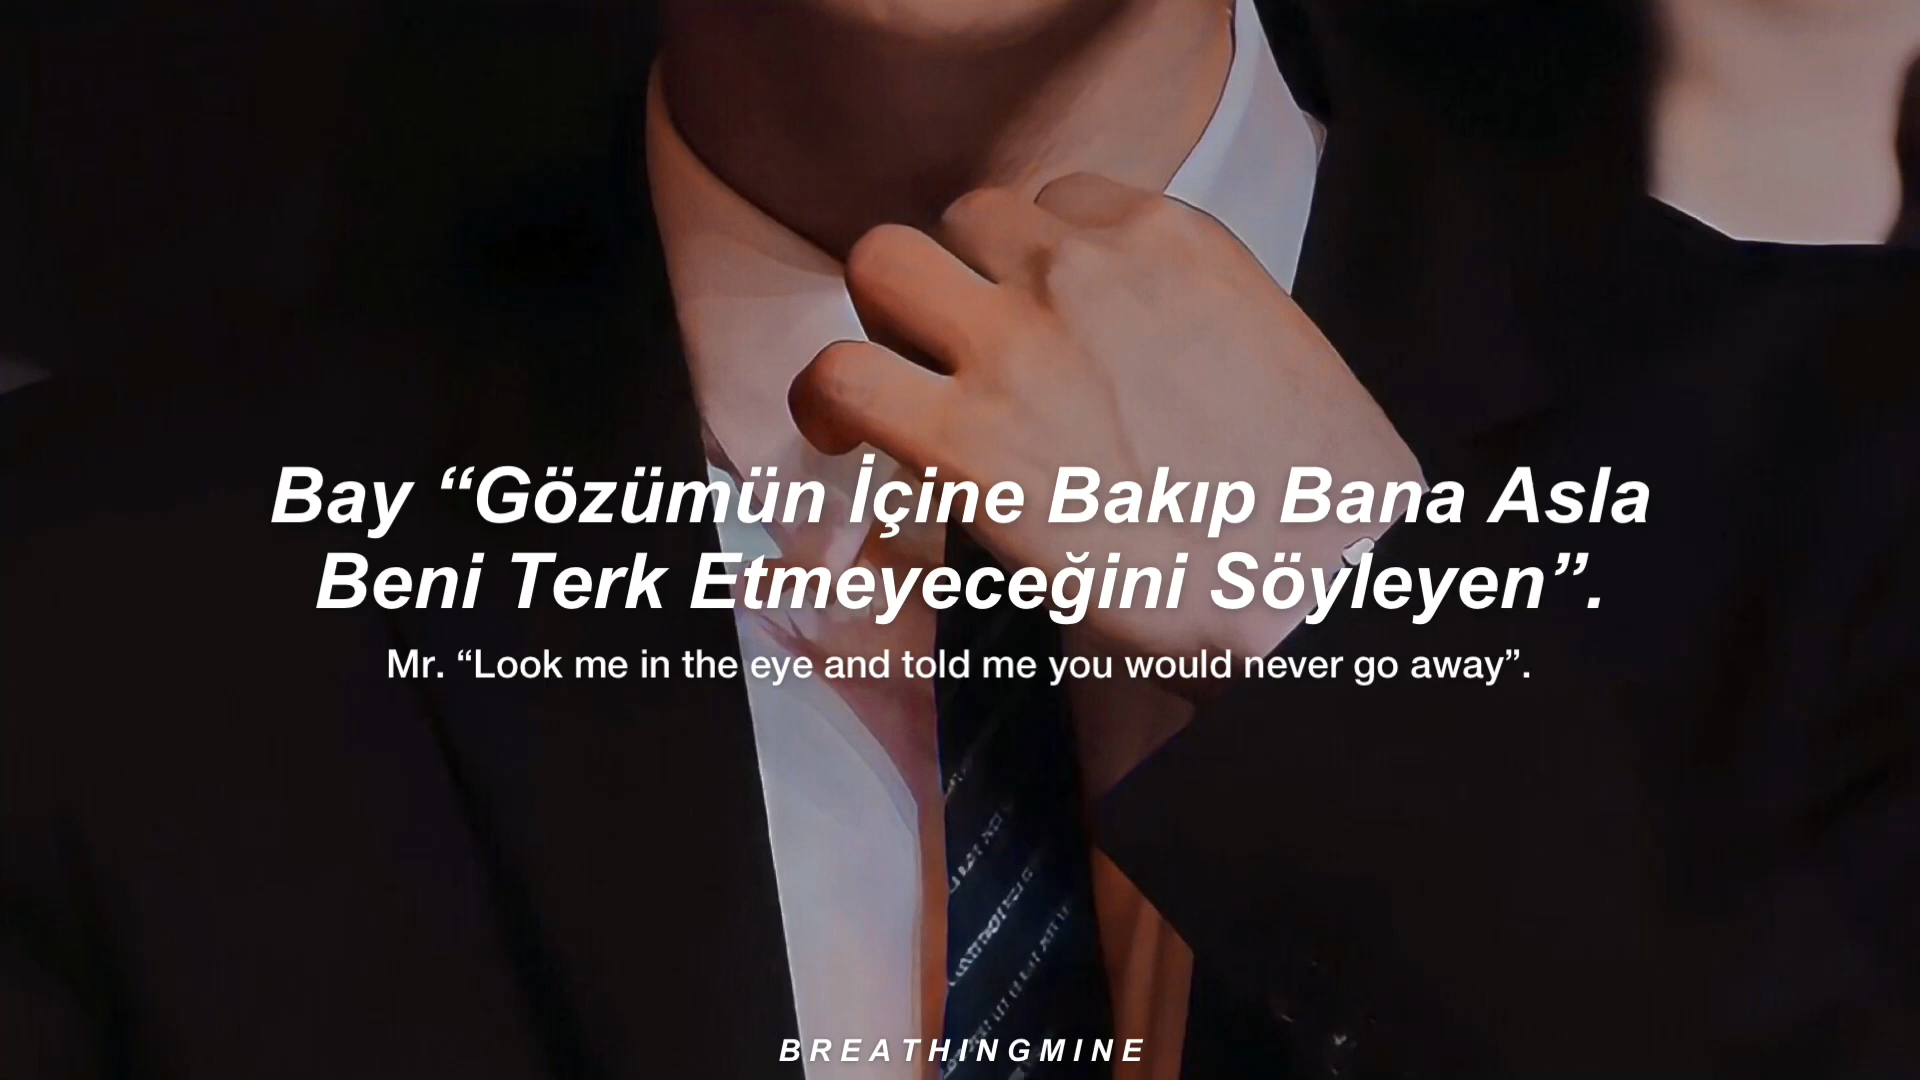 Bay “Gözümün İçine Bakıp Bana Asla
Beni Terk Etmeyeceğini Söyleyen”.
Mr. “Look me in the eye and told me you would never go away”.
BREATHINGMINE